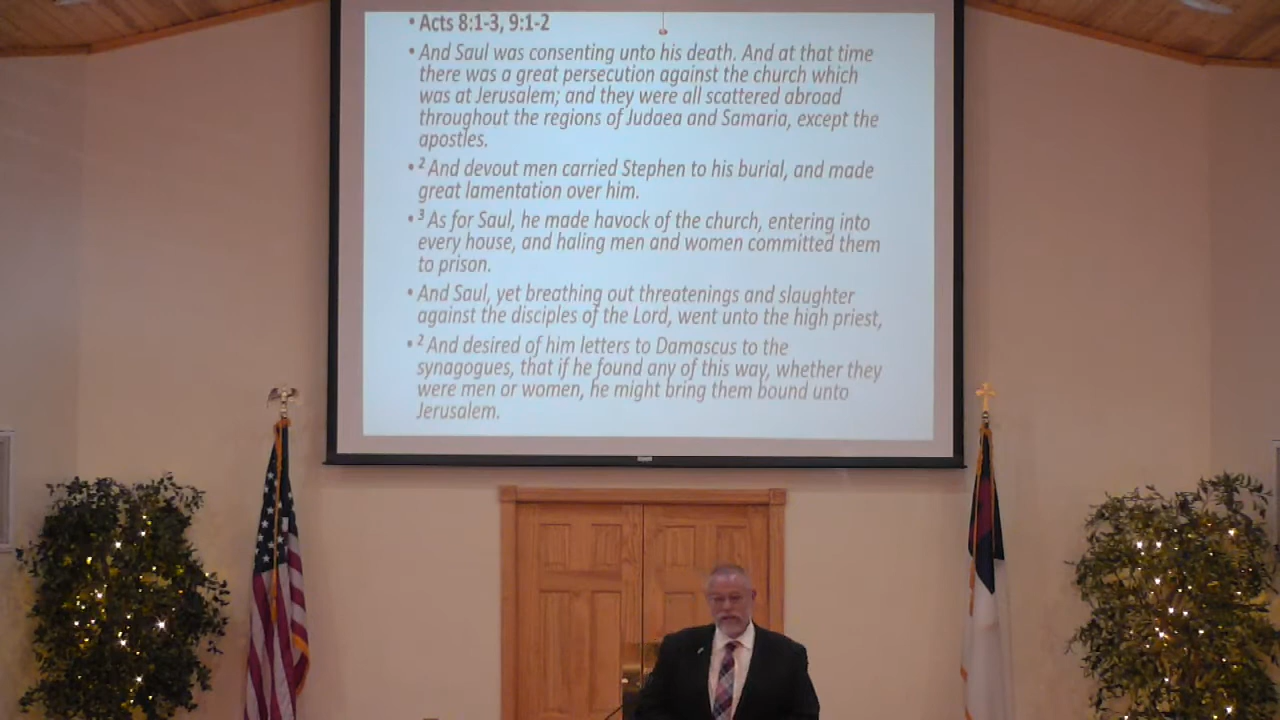 • Acts 8:1-3, 9:1-2
• And Saul was consenting unto his death. And at that time
there was a great persecution against the church which
was at Jerusalem; and they were all scattered abroad
throughout the regions of Judaea and Samaria, except the
apostles.
• ² And devout men carried Stephen to his burial, and made
great lamentation over him.
• ³ As for Saul, he made havock of the church, entering into
every house, and haling men and women committed them
to prison.
• And Saul, yet breathing out threatenings and slaughter
against the disciples of the Lord, went unto the high priest,
• ² And desired of him letters to Damascus to the
synagogues, that if he found any of this way, whether they
were men or women, he might bring them bound unto
Jerusalem.